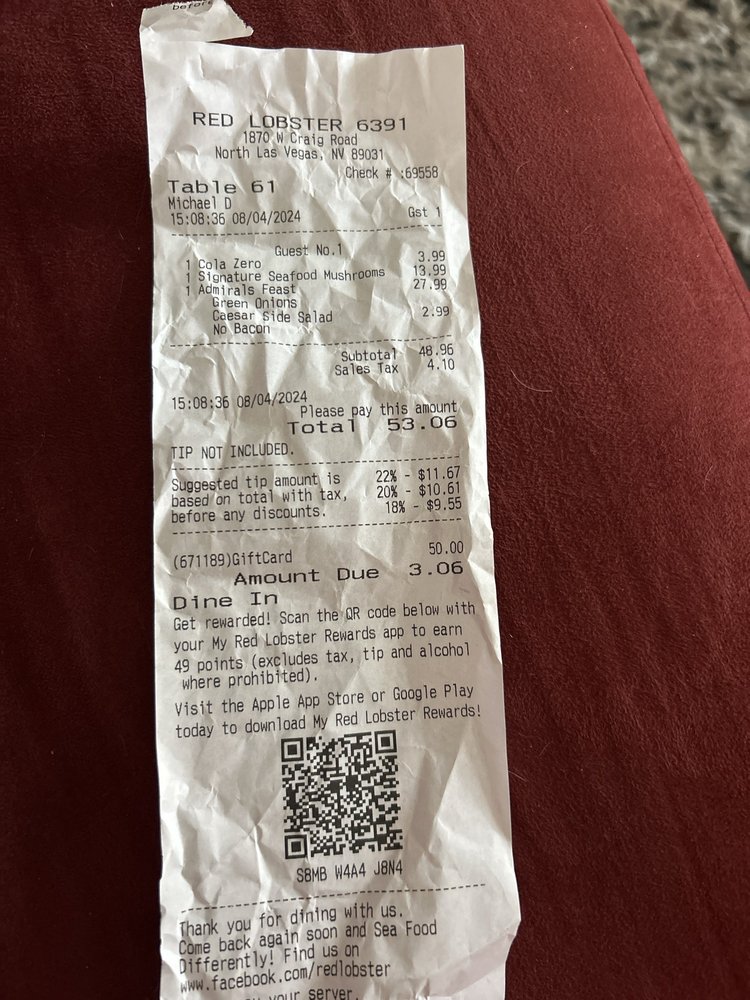 before
RED LOBSTER 6391
1870 W Craig Road
North Las Vegas, NV 89031
Check # :69558
Table 61
Michael D
15:08:36 08/04/2024 Gst 1
Guest No.1
1 Cola Zero 3.99
1 Signature Seafood Mushrooms 13.99
1 Admirals Feast 27.99
Green Onions
Caesar Side Salad 2.99
No Bacon
Subtotal 48.96
Sales Tax 4.10
15:08:36 08/04/2024
Please pay this amount
Total 53.06
TIP NOT INCLUDED.
Suggested tip amount is 22% - $11.67
based on total with tax, 20% - $10.61
before any discounts. 18% - $9.55
(671189)GiftCard 50.00
Amount Due 3.06
Dine In
Get rewarded! Scan the QR code below with
your My Red Lobster Rewards app to earn
49 points (excludes tax, tip and alcohol
where prohibited).
Visit the Apple App Store or Google Play
today to download My Red Lobster Rewards!
S8MB W4A4 J8N4
Thank you for dining with us.
Come back again soon and Sea Food
Differently! Find us on
www.facebook.com/redlobster
your server.